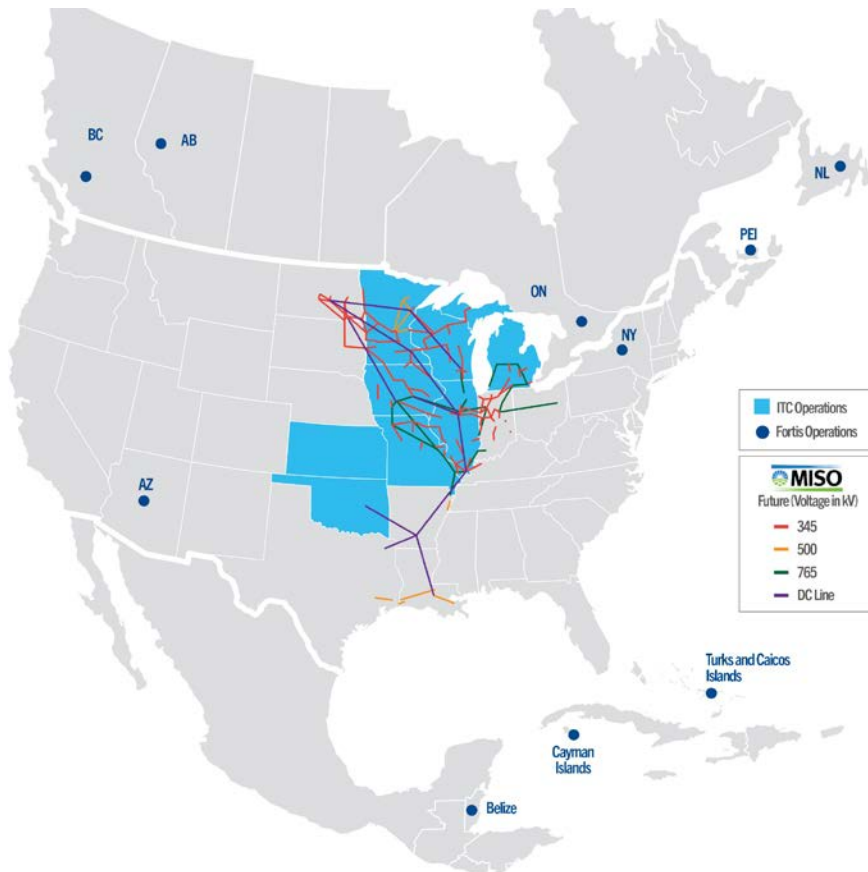 BC
AB
NL
PEI
ON
NY
AZ
ITC Operations
Fortis Operations
MISO
Future (Voltage in kV)
345
500
765
DC Line
Turks and Caicos
Islands
Cayman
Islands
Belize